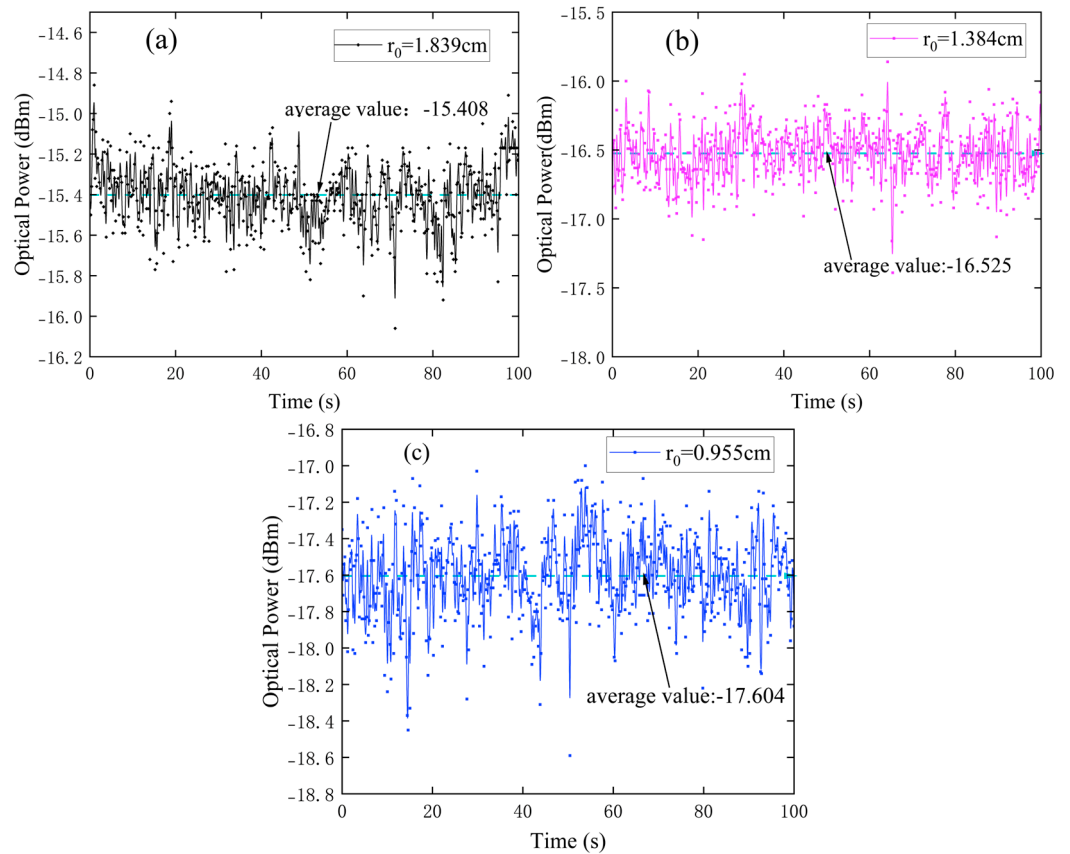 (a)
r0=1.839cm
average value: -15.408
Optical Power (dBm)
-14.6
-14.8
-15.0
-15.2
-15.4
-15.6
-15.8
-16.0
-16.2
0 20 40 60 80 100
Time (s)
(b)
r0=1.384cm
average value:-16.525
Optical Power(dBm)
-15.5
-16.0
-16.5
-17.0
-17.5
-18.0
0 20 40 60 80 100
Time (s)
(c)
r0=0.955cm
average value:-17.604
Optical Power (dBm)
-16.8
-17.0
-17.2
-17.4
-17.6
-17.8
-18.0
-18.2
-18.4
-18.6
-18.8
0 20 40 60 80 100
Time (s)